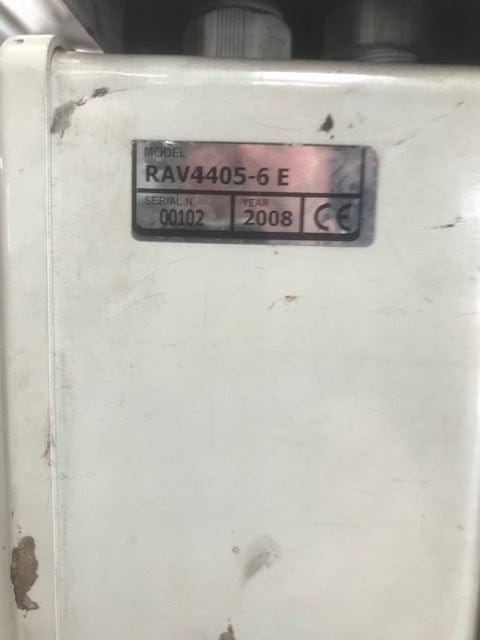 MODEL
RAV4405-6 E
SERIAL N. YEAR
00102 2008 CE